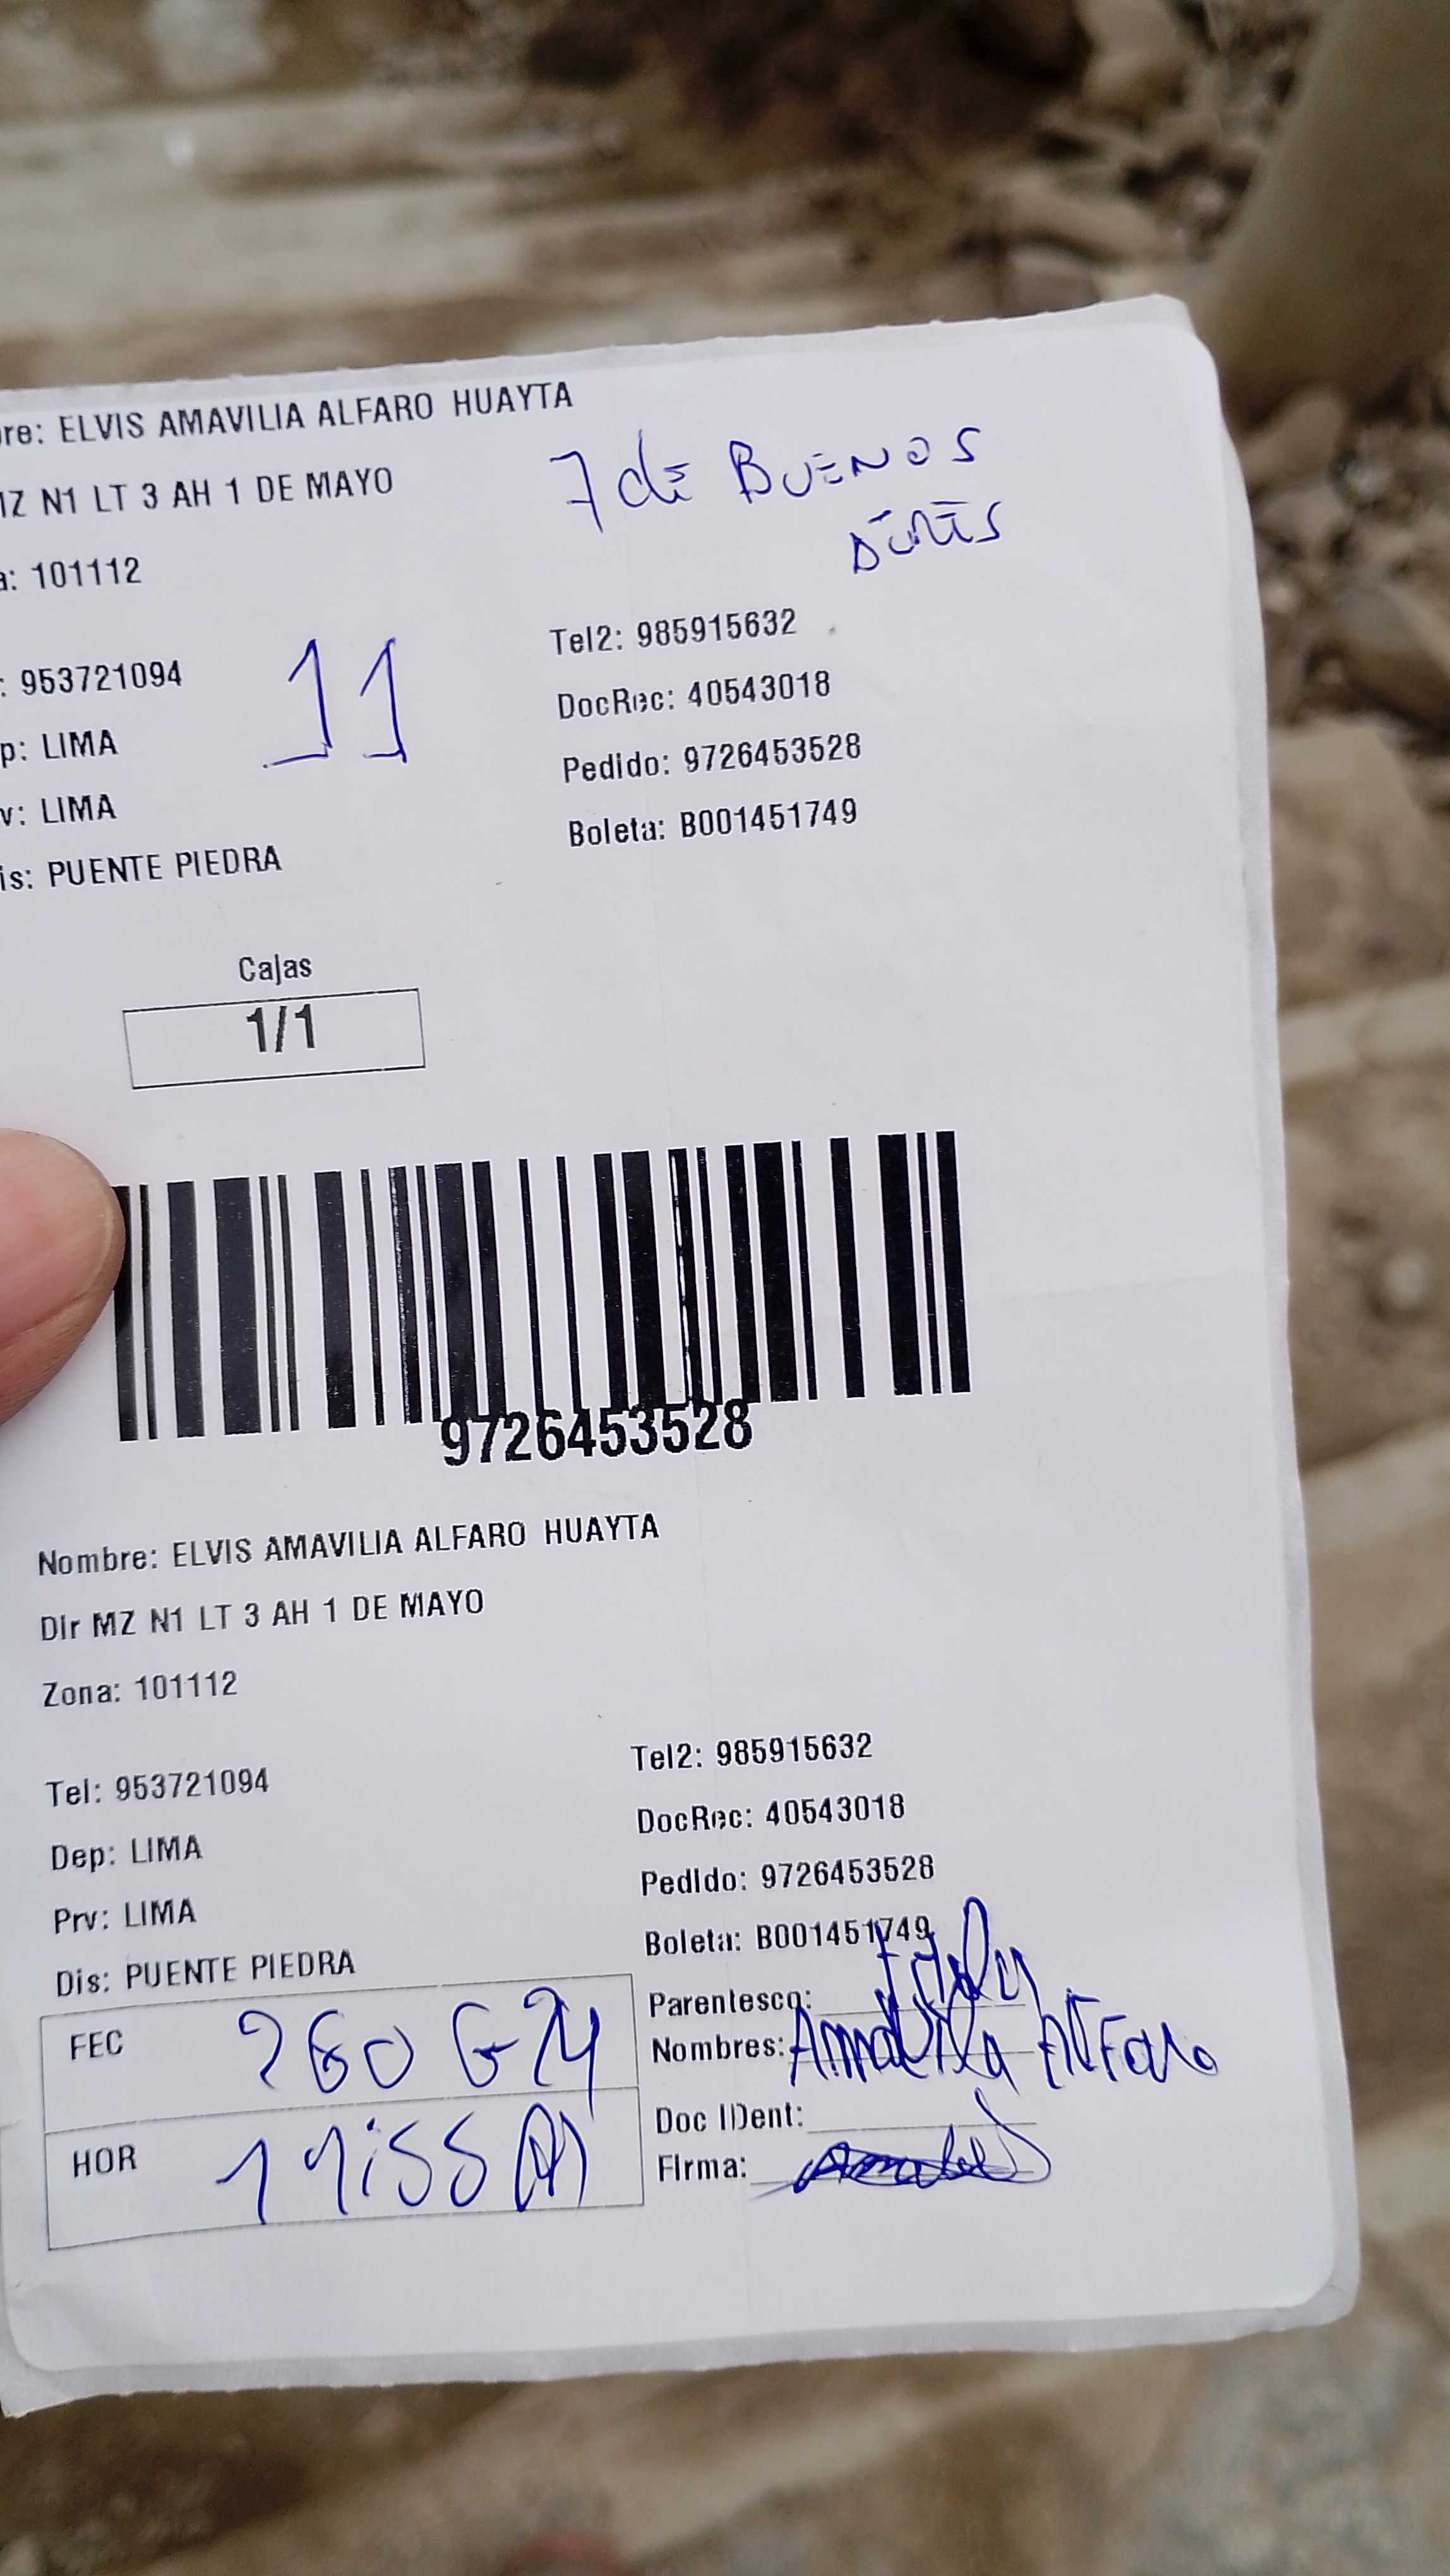 re: ELVIS AMAVILIA ALFARO HUAYTA
MZ N1 LT 3 AH 1 DE MAYO
7 de BUENOS
a: 101112
11
Tel2: 985915632
: 953721094
DocRec: 40543018
p: LIMA
Pedido: 9726453528
v: LIMA
Boleta: B001451749
is: PUENTE PIEDRA
Cajas
1/1
9726453528
Nombre: ELVIS AMAVILIA ALFARO HUAYTA
Dir MZ N1 LT 3 AH 1 DE MAYO
Zona: 101112
Tel: 953721094
Tel2: 985915632
Dep: LIMA
DocRec: 40543018
Prv: LIMA
Pedido: 9726453528
Dis: PUENTE PIEDRA
Boleta: B001451749
FEC
Parentesco:
Nombres: Amavilia Alfaro
HOR
Doc IDent:
Firma: